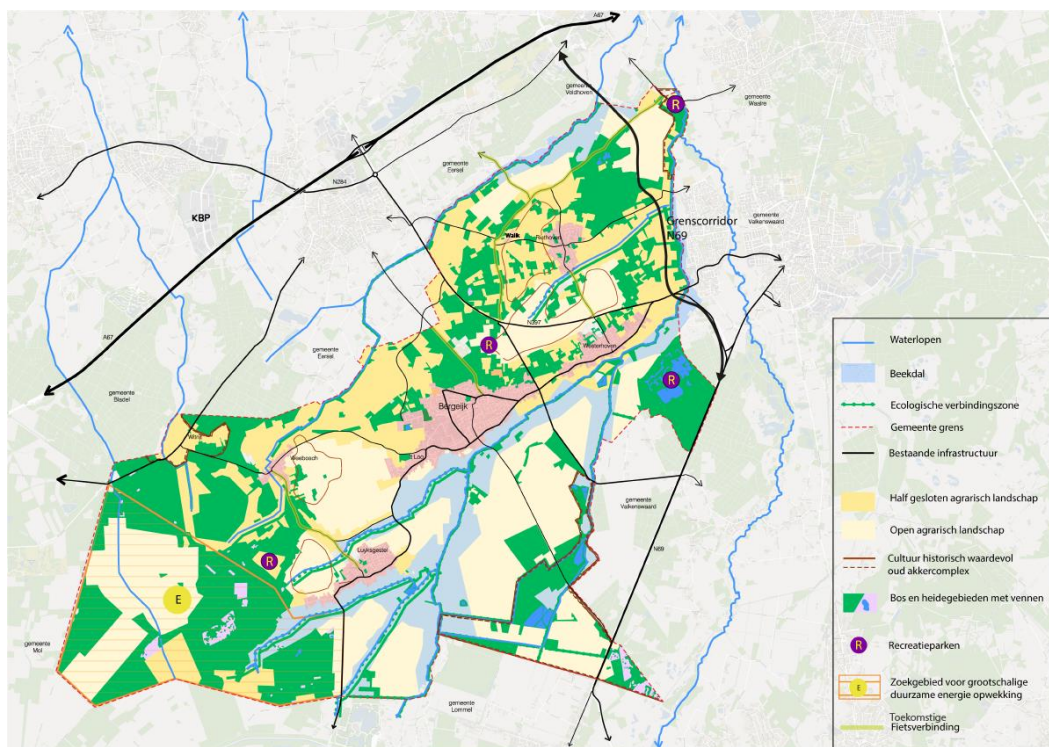 A67
gemeente
Veldhoven
R
gemeente
Waalre
gemeente
Eersel
N284
KBP
Grenscorridor
N69
gemeente
Valkenswaard
Walik
Riethoven
N397
R
Westerhoven
R
A67
gemeente
Eersel
gemeente
Bladel
Bergeijk
Witrijt
Weebosch
't Loo
gemeente
Valkenswaard
Luyksgestel
N69
R
E
gemeente
Mol
gemeente
Lommel
Waterlopen
Beekdal
Ecologische verbindingszone
Gemeente grens
Bestaande infrastructuur
Half gesloten agrarisch landschap
Open agrarisch landschap
Cultuur historisch waardevol
oud akkercomplex
Bos en heidegebieden met vennen
R
Recreatieparken
E
Zoekgebied voor grootschalige
duurzame energie opwekking
Toekomstige
Fietsverbinding